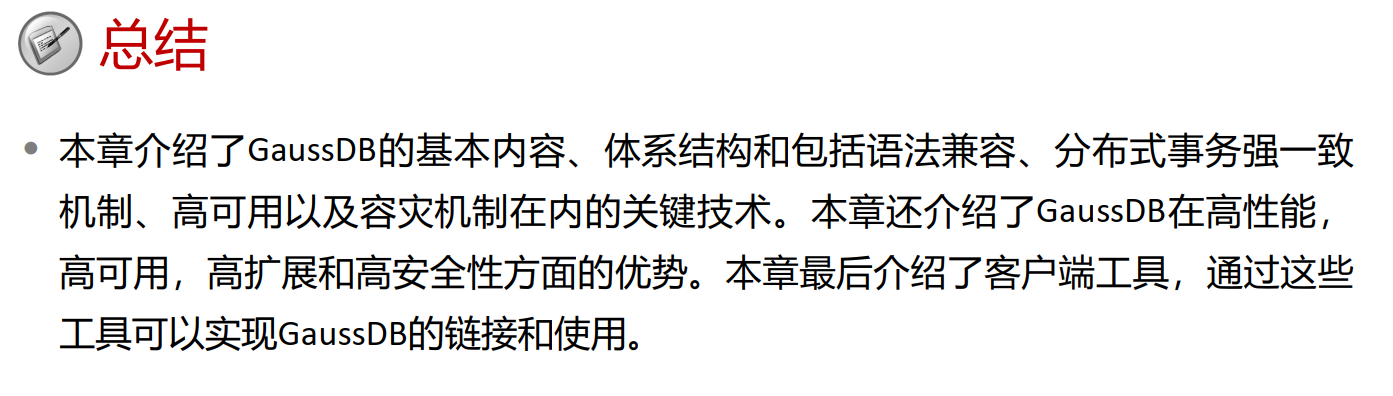 总结
• 本章介绍了GaussDB的基本内容、体系结构和包括语法兼容、分布式事务强一致
机制、高可用以及容灾机制在内的关键技术。本章还介绍了GaussDB在高性能，
高可用，高扩展和高安全性方面的优势。本章最后介绍了客户端工具，通过这些
工具可以实现GaussDB的链接和使用。